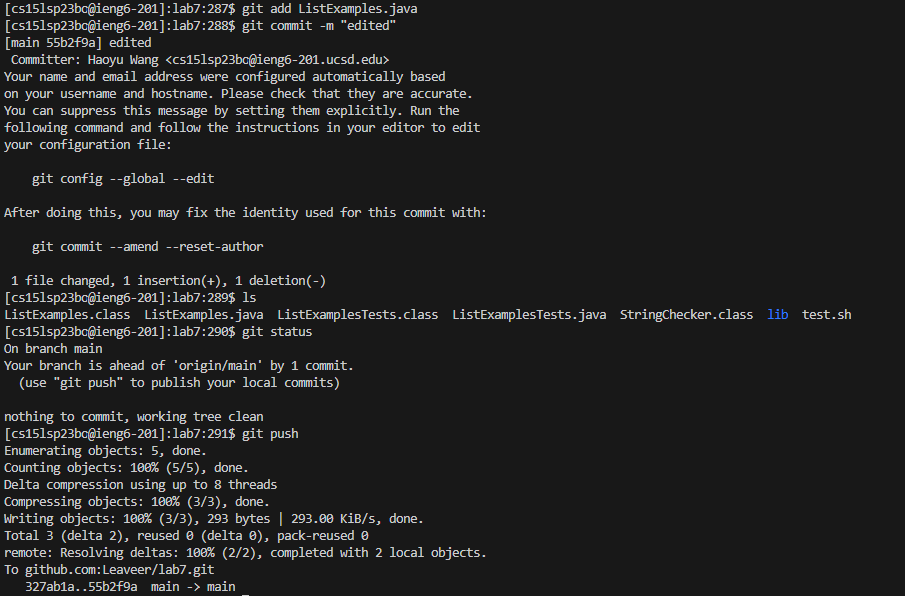 [cs15lsp23bc@ieng6-201]:lab7:287$ git add ListExamples.java
[cs15lsp23bc@ieng6-201]:lab7:288$ git commit -m "edited"
[main 55b2f9a] edited
 Committer: Haoyu Wang <cs15lsp23bc@ieng6-201.ucsd.edu>
Your name and email address were configured automatically based
on your username and hostname. Please check that they are accurate.
You can suppress this message by setting them explicitly. Run the
following command and follow the instructions in your editor to edit
your configuration file:

    git config --global --edit

After doing this, you may fix the identity used for this commit with:

    git commit --amend --reset-author

 1 file changed, 1 insertion(+), 1 deletion(-)
[cs15lsp23bc@ieng6-201]:lab7:289$ ls
ListExamples.class  ListExamples.java  ListExamplesTests.class  ListExamplesTests.java  StringChecker.class  lib  test.sh
[cs15lsp23bc@ieng6-201]:lab7:290$ git status
On branch main
Your branch is ahead of 'origin/main' by 1 commit.
  (use "git push" to publish your local commits)

nothing to commit, working tree clean
[cs15lsp23bc@ieng6-201]:lab7:291$ git push
Enumerating objects: 5, done.
Counting objects: 100% (5/5), done.
Delta compression using up to 8 threads
Compressing objects: 100% (3/3), done.
Writing objects: 100% (3/3), 293 bytes | 293.00 KiB/s, done.
Total 3 (delta 2), reused 0 (delta 0), pack-reused 0
remote: Resolving deltas: 100% (2/2), completed with 2 local objects.
To github.com:Leaveer/lab7.git
   327ab1a..55b2f9a  main -> main